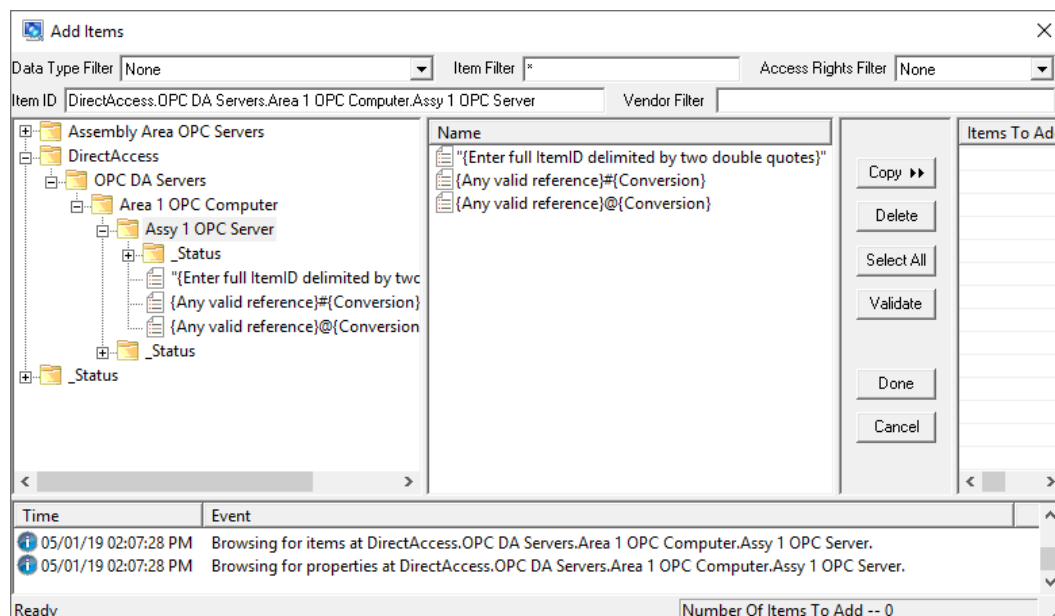 Add Items
Data Type Filter None Item Filter * Access Rights Filter None
Item ID DirectAccess.OPC DA Servers.Area 1 OPC Computer.Assy 1 OPC Server Vendor Filter
Assembly Area OPC Servers
DirectAccess
OPC DA Servers
Area 1 OPC Computer
Assy 1 OPC Server
_Status
"{Enter full ItemID delimited by two
{Any valid reference}#{Conversion}
{Any valid reference}@{Conversion
_Status
_Status
Name
"{Enter full ItemID delimited by two double quotes}"
{Any valid reference}#{Conversion}
{Any valid reference}@{Conversion}
Copy
Delete
Select All
Validate
Done
Cancel
Items To Ad
Time Event
05/01/19 02:07:28 PM Browsing for items at DirectAccess.OPC DA Servers.Area 1 OPC Computer.Assy 1 OPC Server.
05/01/19 02:07:28 PM Browsing for properties at DirectAccess.OPC DA Servers.Area 1 OPC Computer.Assy 1 OPC Server.
Ready Number Of Items To Add -- 0